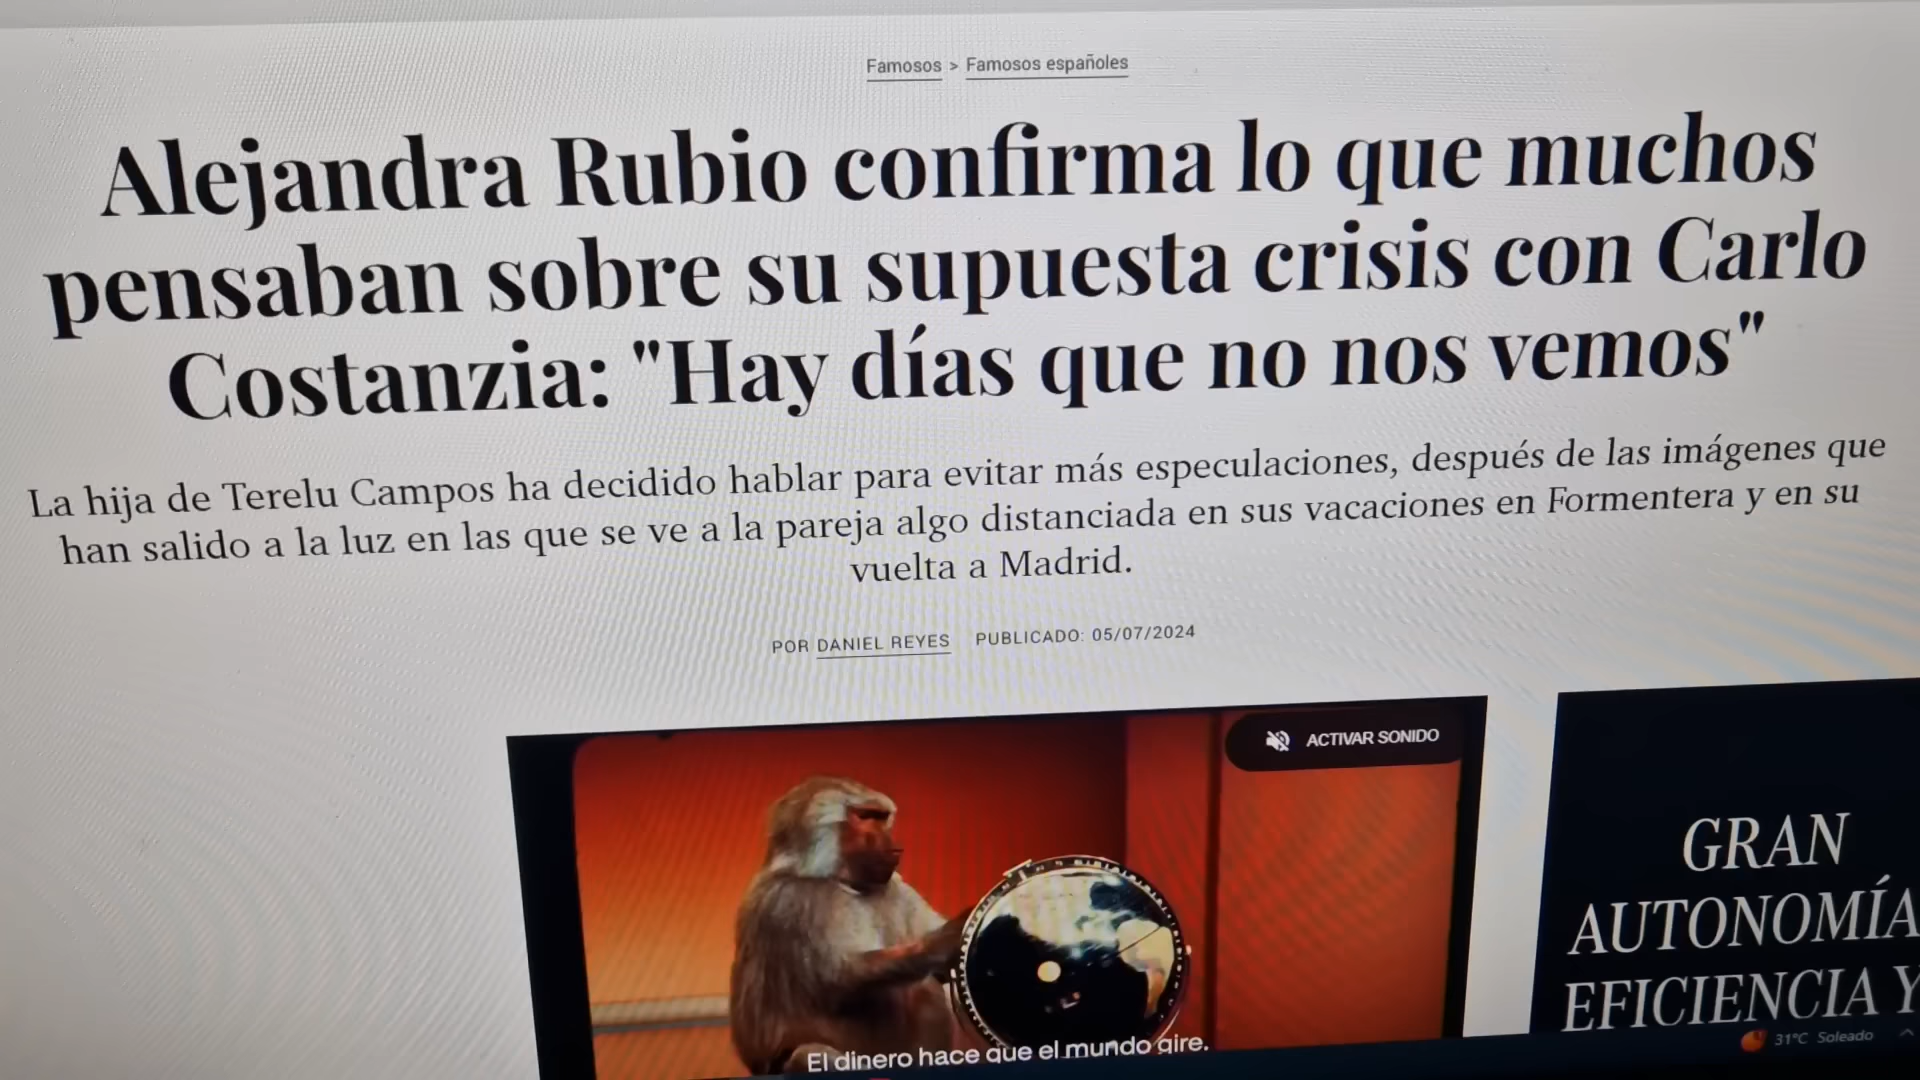 Famosos > Famosos españoles
Alejandra Rubio confirma lo que muchos
pensaban sobre su supuesta crisis con Carlo
Costanzia: "Hay días que no nos vemos"
La hija de Terelu Campos ha decidido hablar para evitar más especulaciones, después de las imágenes que
han salido a la luz en las que se ve a la pareja algo distanciada en sus vacaciones en Formentera y en su
vuelta a Madrid.
POR DANIEL REYES PUBLICADO: 05/07/2024
ACTIVAR SONIDO
El dinero hace que el mundo gire.
GRAN
AUTONOMÍA
EFICIENCIA Y
31°C Soleado